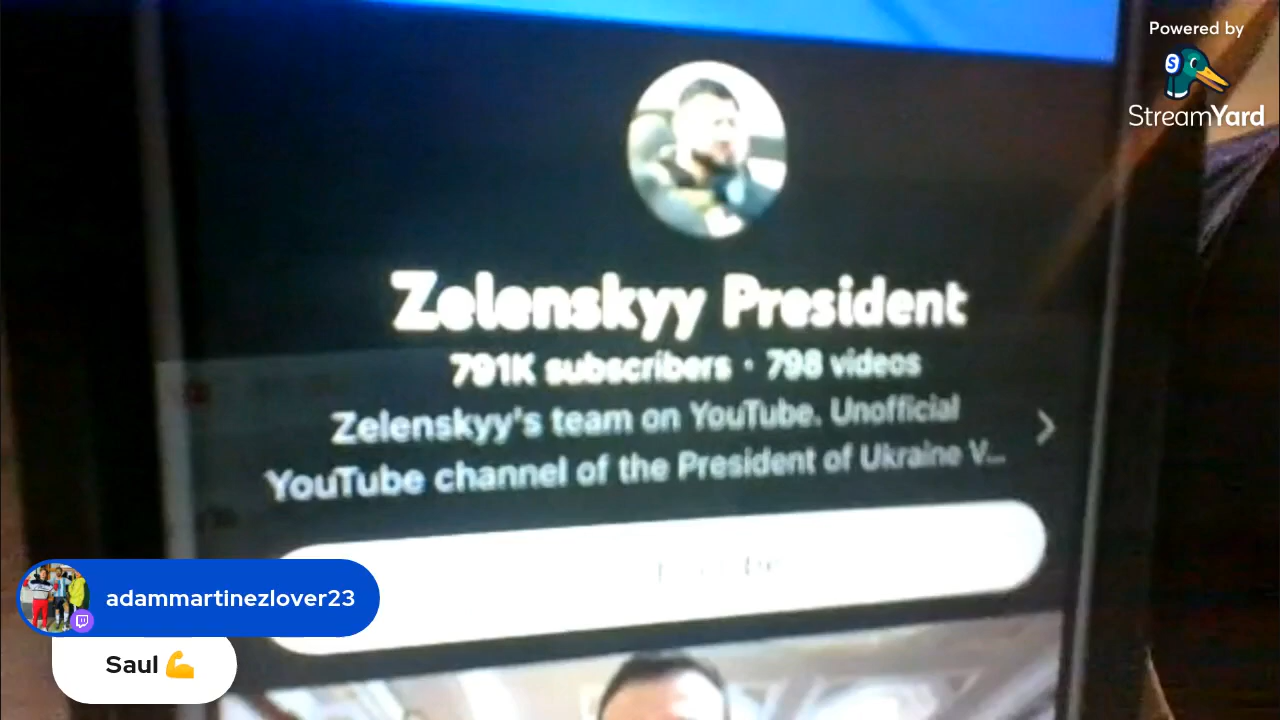 Powered by
StreamYard
Zelenskyy President
791K subscribers · 798 videos
Zelenskyy's team on YouTube. Unofficial
YouTube channel of the President of Ukraine V...
adammartinezlover23
Saul 💪